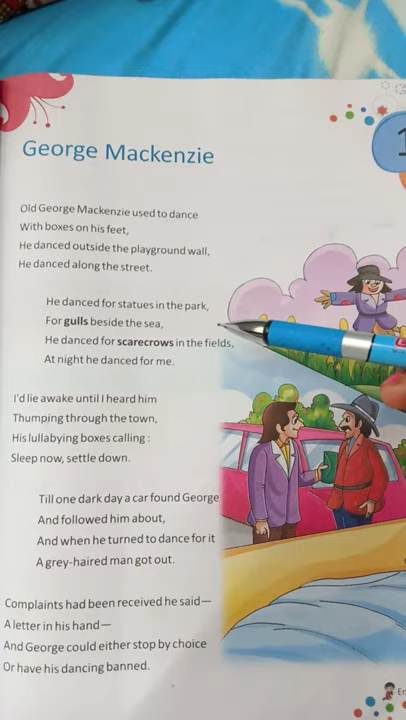 George Mackenzie
Old George Mackenzie used to dance
With boxes on his feet,
He danced outside the playground wall,
He danced along the street.
He danced for statues in the park,
For gulls beside the sea,
He danced for scarecrows in the fields,
At night he danced for me.
I'd lie awake until I heard him
Thumping through the town,
His lullabying boxes calling :
Sleep now, settle down.
Till one dark day a car found George
And followed him about,
And when he turned to dance for it
A grey-haired man got out.
Complaints had been received he said—
A letter in his hand—
And George could either stop by choice
Or have his dancing banned.